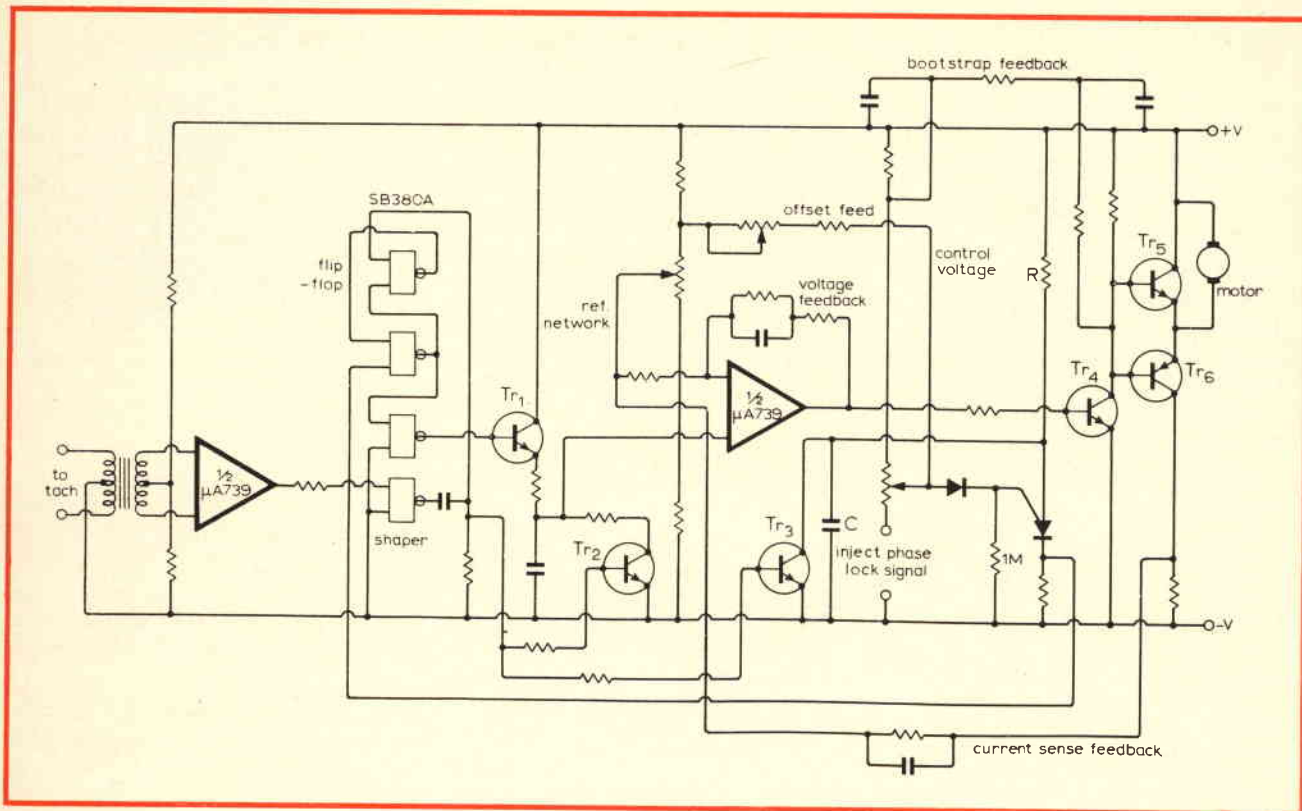 bootstrap feedback
+V
SB380A
offset feed
flip
-flop
control
voltage
R
Tr5
motor
ref.
network
voltage
feedback
Tr1
½
μA739
Tr4
Tr6
to
tach
½
μA739
shaper
Tr2
Tr3
C
inject phase
lock signal
1M
-V
current sense feedback